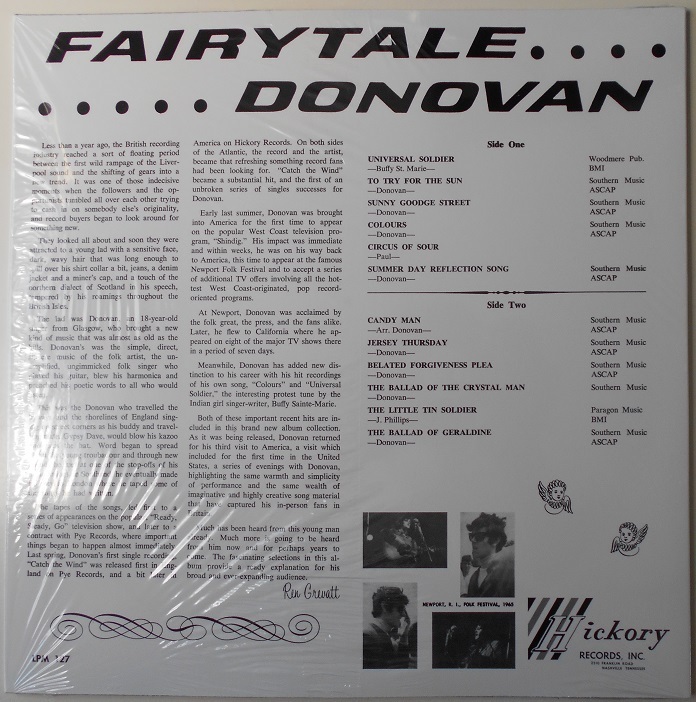 FAIRYTALE....
.....DONOVAN
Less than a year ago, the British recording
industry reached a sort of floating period
between the first wild rampage of the Liver-
pool sound and the shifting of gears into a
new trend. It was one of those indecisive
moments when the followers and the op-
portunists tumbled all over each other trying
to cash in on somebody else's originality,
and record buyers began to look around for
something new.
They looked all about and soon they were
attracted to a young lad with a sensitive face,
dark, wavy hair that was long enough to
spill over his shirt collar a bit, jeans, a denim
jacket and a miner's cap, and a touch of the
northern dialect of Scotland in his speech,
tempered by his roamings throughout the
British Isles.
The lad was Donovan, an 18-year-old
from Glasgow, who brought a new
kind of music that was almost as old as the
hills. Donovan's was the simple, direct,
music of the folk artist, the un-
unglimmicked folk singer who
his guitar, blew his harmonica and
his poetic words to all who would
the Donovan who travelled the
and the shorelines of England sing-
corners as his buddy and travel-
Gypsy Dave, would blow his kazoo
the hat. Word began to spread
troubadour and through new
of his
he eventually made
some of
had written.
The tapes of the songs, led first to a
series of appearances on the popular "Ready,
Steady, Go" television show, and later to a
contract with Pye Records, where important
things began to happen almost immediately.
Last spring, Donovan's first single recording
"Catch the Wind" was released first in Eng-
land on Pye Records, and a bit later in
America on Hickory Records. On both sides
of the Atlantic, the record and the artist,
became that refreshing something record fans
had been looking for. "Catch the Wind"
became a substantial hit, and the first of an
unbroken series of singles successes for
Donovan.
Early last summer, Donovan was brought
into America for the first time to appear
on the popular West Coast television pro-
gram, "Shindig." His impact was immediate
and within weeks, he was on his way back
to America, this time to appear at the famous
Newport Folk Festival and to accept a series
of additional TV offers involving all the hot-
test West Coast-originated, pop record-
oriented programs.
At Newport, Donovan was acclaimed by
the folk great, the press, and the fans alike.
Later, he flew to California where he ap-
peared on eight of the major TV shows there
in a period of seven days.
Meanwhile, Donovan has added new dis-
tinction to his career with his hit recordings
of his own song, "Colours" and "Universal
Soldier," the interesting protest tune by the
Indian girl singer-writer, Buffy Sainte-Marie.
Both of these important recent hits are in-
cluded in this brand new album collection.
As it was being released, Donovan returned
for his third visit to America, a visit which
included for the first time in the United
States, a series of evenings with Donovan,
highlighting the same warmth and simplicity
of performance and the same wealth of
imaginative and highly creative song material
that has captured his in-person fans in
Britain.
Much has been heard from this young man
already. Much more is going to be heard
from him now and for perhaps years to
come. The fascinating selections in this al-
bum provide a ready explanation for his
broad and ever-expanding audience.
Ren Grevatt
Side One
UNIVERSAL SOLDIER Woodmere Pub.
—Buffy St. Marie— BMI
TO TRY FOR THE SUN Southern Music
—Donovan— ASCAP
SUNNY GOODGE STREET Southern Music
—Donovan— ASCAP
COLOURS Southern Music
—Donovan— ASCAP
CIRCUS OF SOUR
—Paul—
SUMMER DAY REFLECTION SONG Southern Music
—Donovan— ASCAP
Side Two
CANDY MAN Southern Music
—Arr. Donovan— ASCAP
JERSEY THURSDAY Southern Music
—Donovan— ASCAP
BELATED FORGIVENESS PLEA Southern Music
—Donovan— ASCAP
THE BALLAD OF THE CRYSTAL MAN Southern Music
—Donovan—
THE LITTLE TIN SOLDIER Paragon Music
—J. Phillips— BMI
THE BALLAD OF GERALDINE Southern Music
—Donovan— ASCAP
NEWPORT, R. I., FOLK FESTIVAL, 1965
Hickory
RECORDS, INC.
2510 FRANKLIN ROAD
NASHVILLE, TENNESSEE
LPM 127